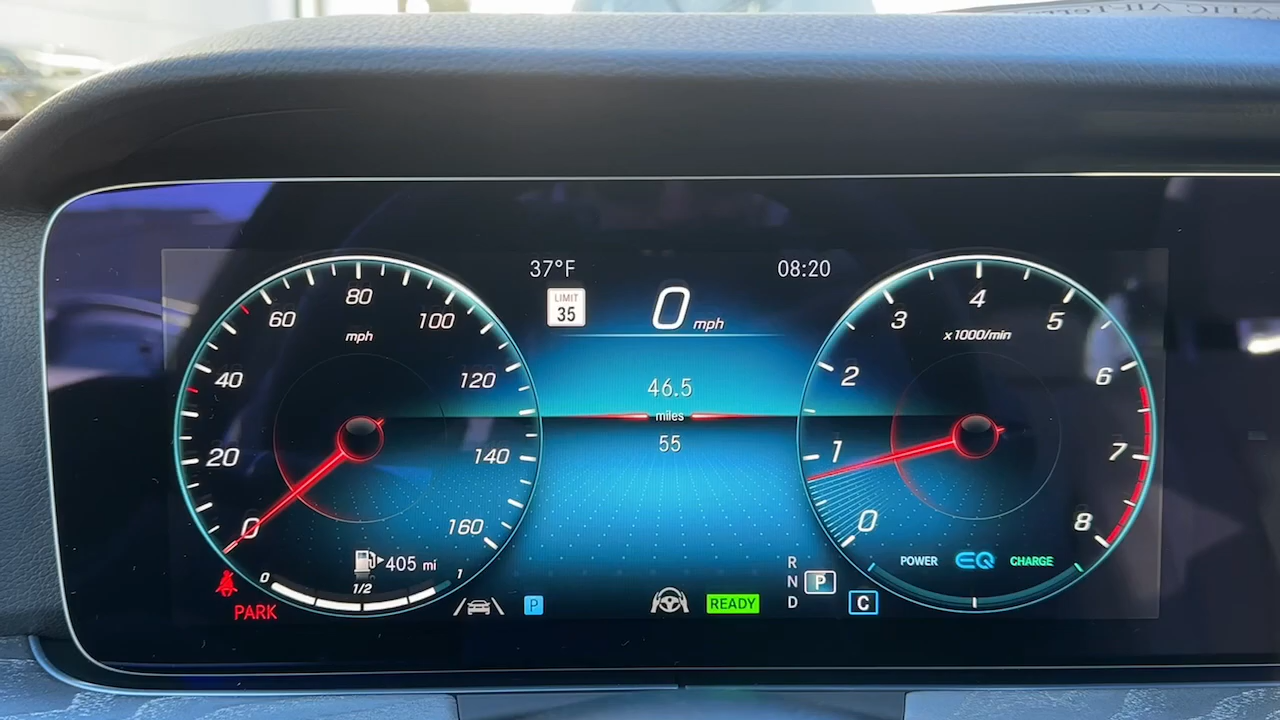 37°F
08:20
LIMIT
35
0 mph
46.5
miles
55
80
60
100
mph
40
120
20
140
0
160
405 mi
0
1/2
1
PARK
P
READY
R
N
P
D
C
4
3
5
x1000/min
2
6
1
7
0
8
POWER
EQ
CHARGE